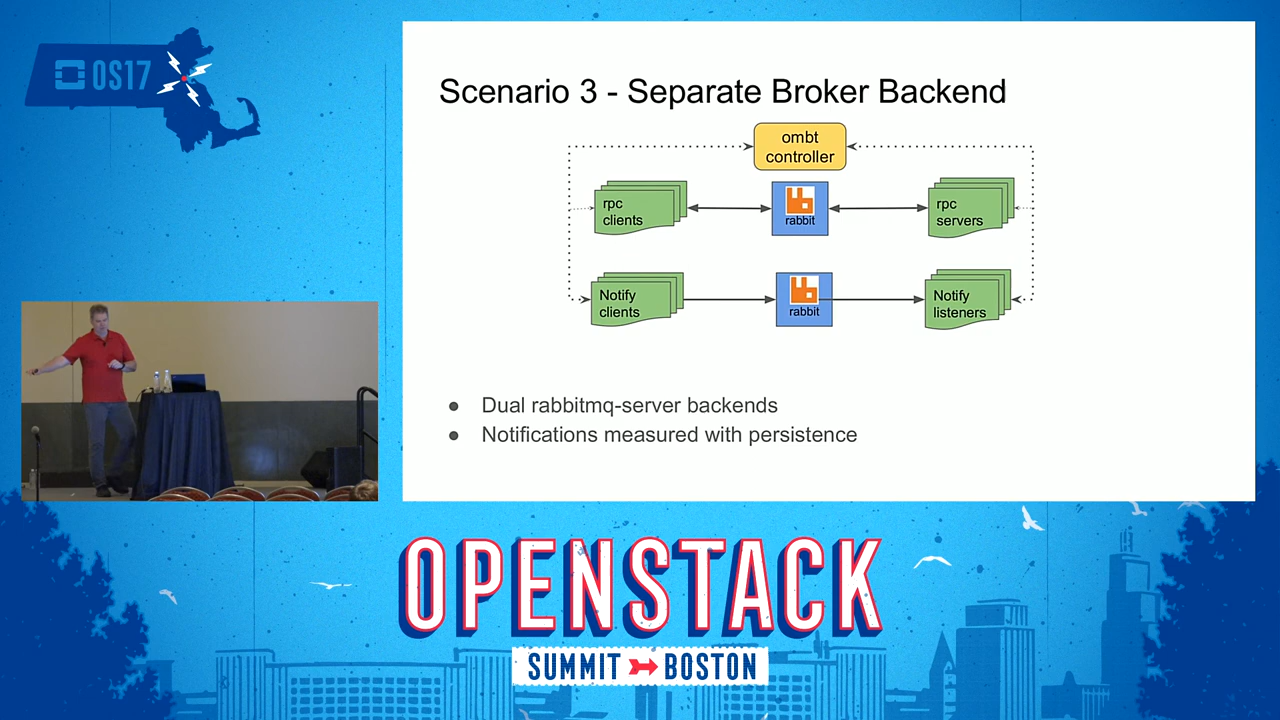 OS17
Scenario 3 - Separate Broker Backend
ombt
controller
rpc
clients
rabbit
rpc
servers
Notify
clients
rabbit
Notify
listeners
● Dual rabbitmq-server backends
● Notifications measured with persistence
OPENSTACK
SUMMIT BOSTON